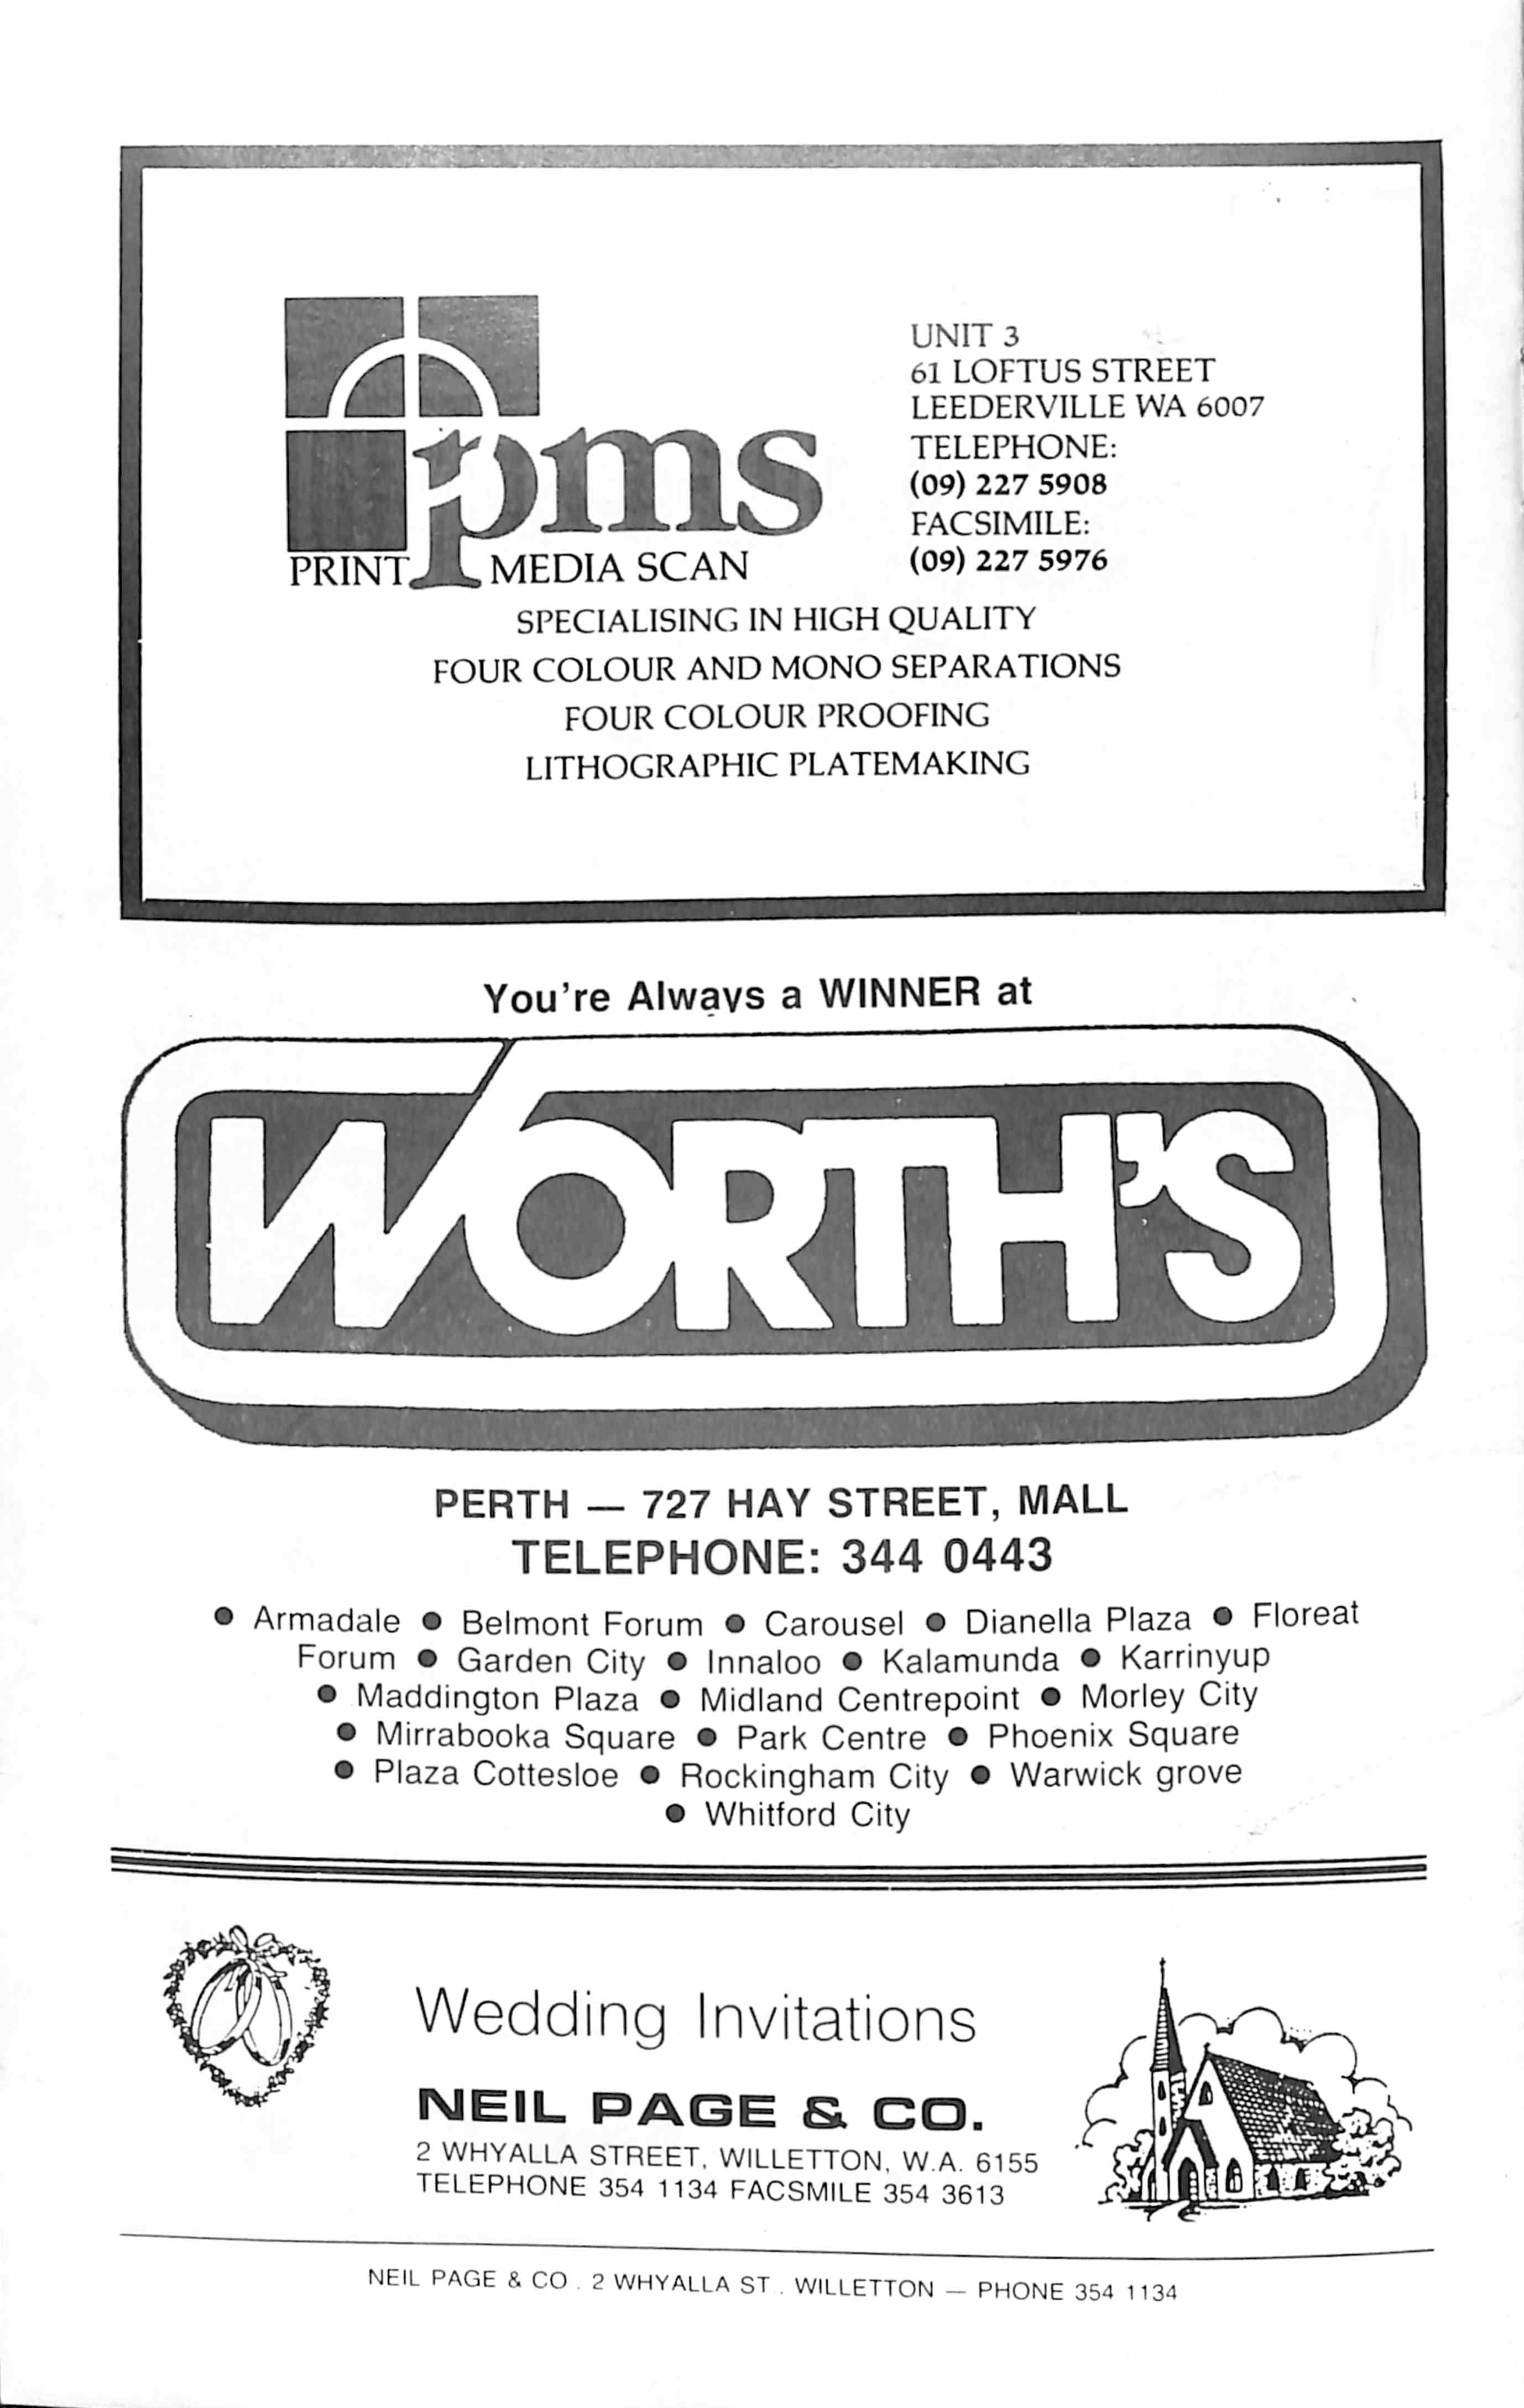 pms
PRINT MEDIA SCAN
UNIT 3
61 LOFTUS STREET
LEEDERVILLE WA 6007
TELEPHONE:
(09) 227 5908
FACSIMILE:
(09) 227 5976
SPECIALISING IN HIGH QUALITY
FOUR COLOUR AND MONO SEPARATIONS
FOUR COLOUR PROOFING
LITHOGRAPHIC PLATEMAKING
You're Always a WINNER at
WORTH'S
PERTH — 727 HAY STREET, MALL
TELEPHONE: 344 0443
● Armadale ● Belmont Forum ● Carousel ● Dianella Plaza ● Floreat
Forum ● Garden City ● Innaloo ● Kalamunda ● Karrinyup
● Maddington Plaza ● Midland Centrepoint ● Morley City
● Mirrabooka Square ● Park Centre ● Phoenix Square
● Plaza Cottesloe ● Rockingham City ● Warwick grove
● Whitford City
Wedding Invitations
NEIL PAGE & CO.
2 WHYALLA STREET, WILLETTON, W.A. 6155
TELEPHONE 354 1134 FACSMILE 354 3613
NEIL PAGE & CO . 2 WHYALLA ST . WILLETTON — PHONE 354 1134